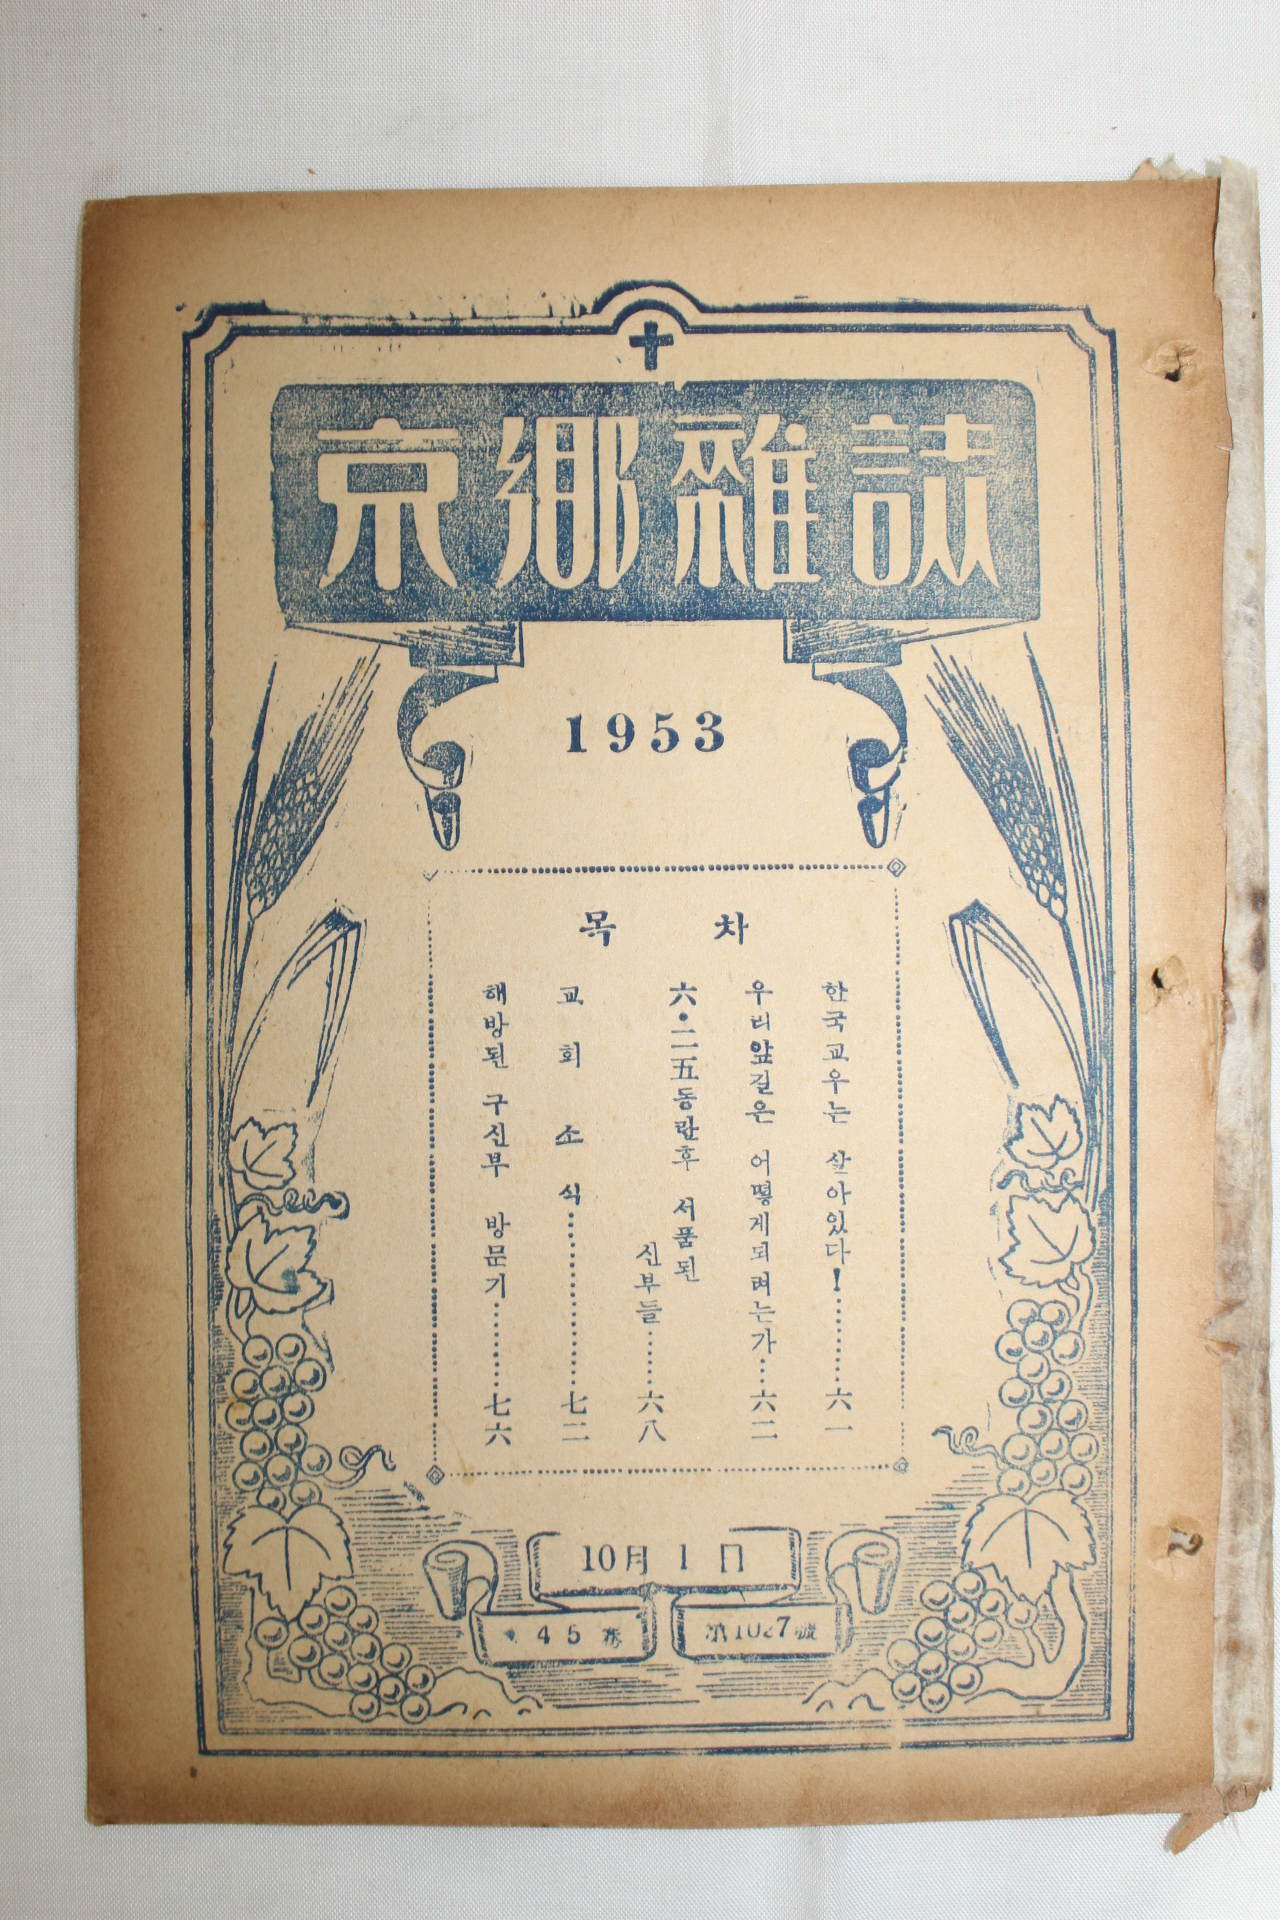 京鄕雜誌
1953
목 차
한국교우는 살아있다!……六一
우리앞길은 어떻게되려는가…六二
六·二五동란후 서품된
신부들……六八
교회소식………七二
해방된 구신부 방문기………七六
10月 1日
45卷
第1027號